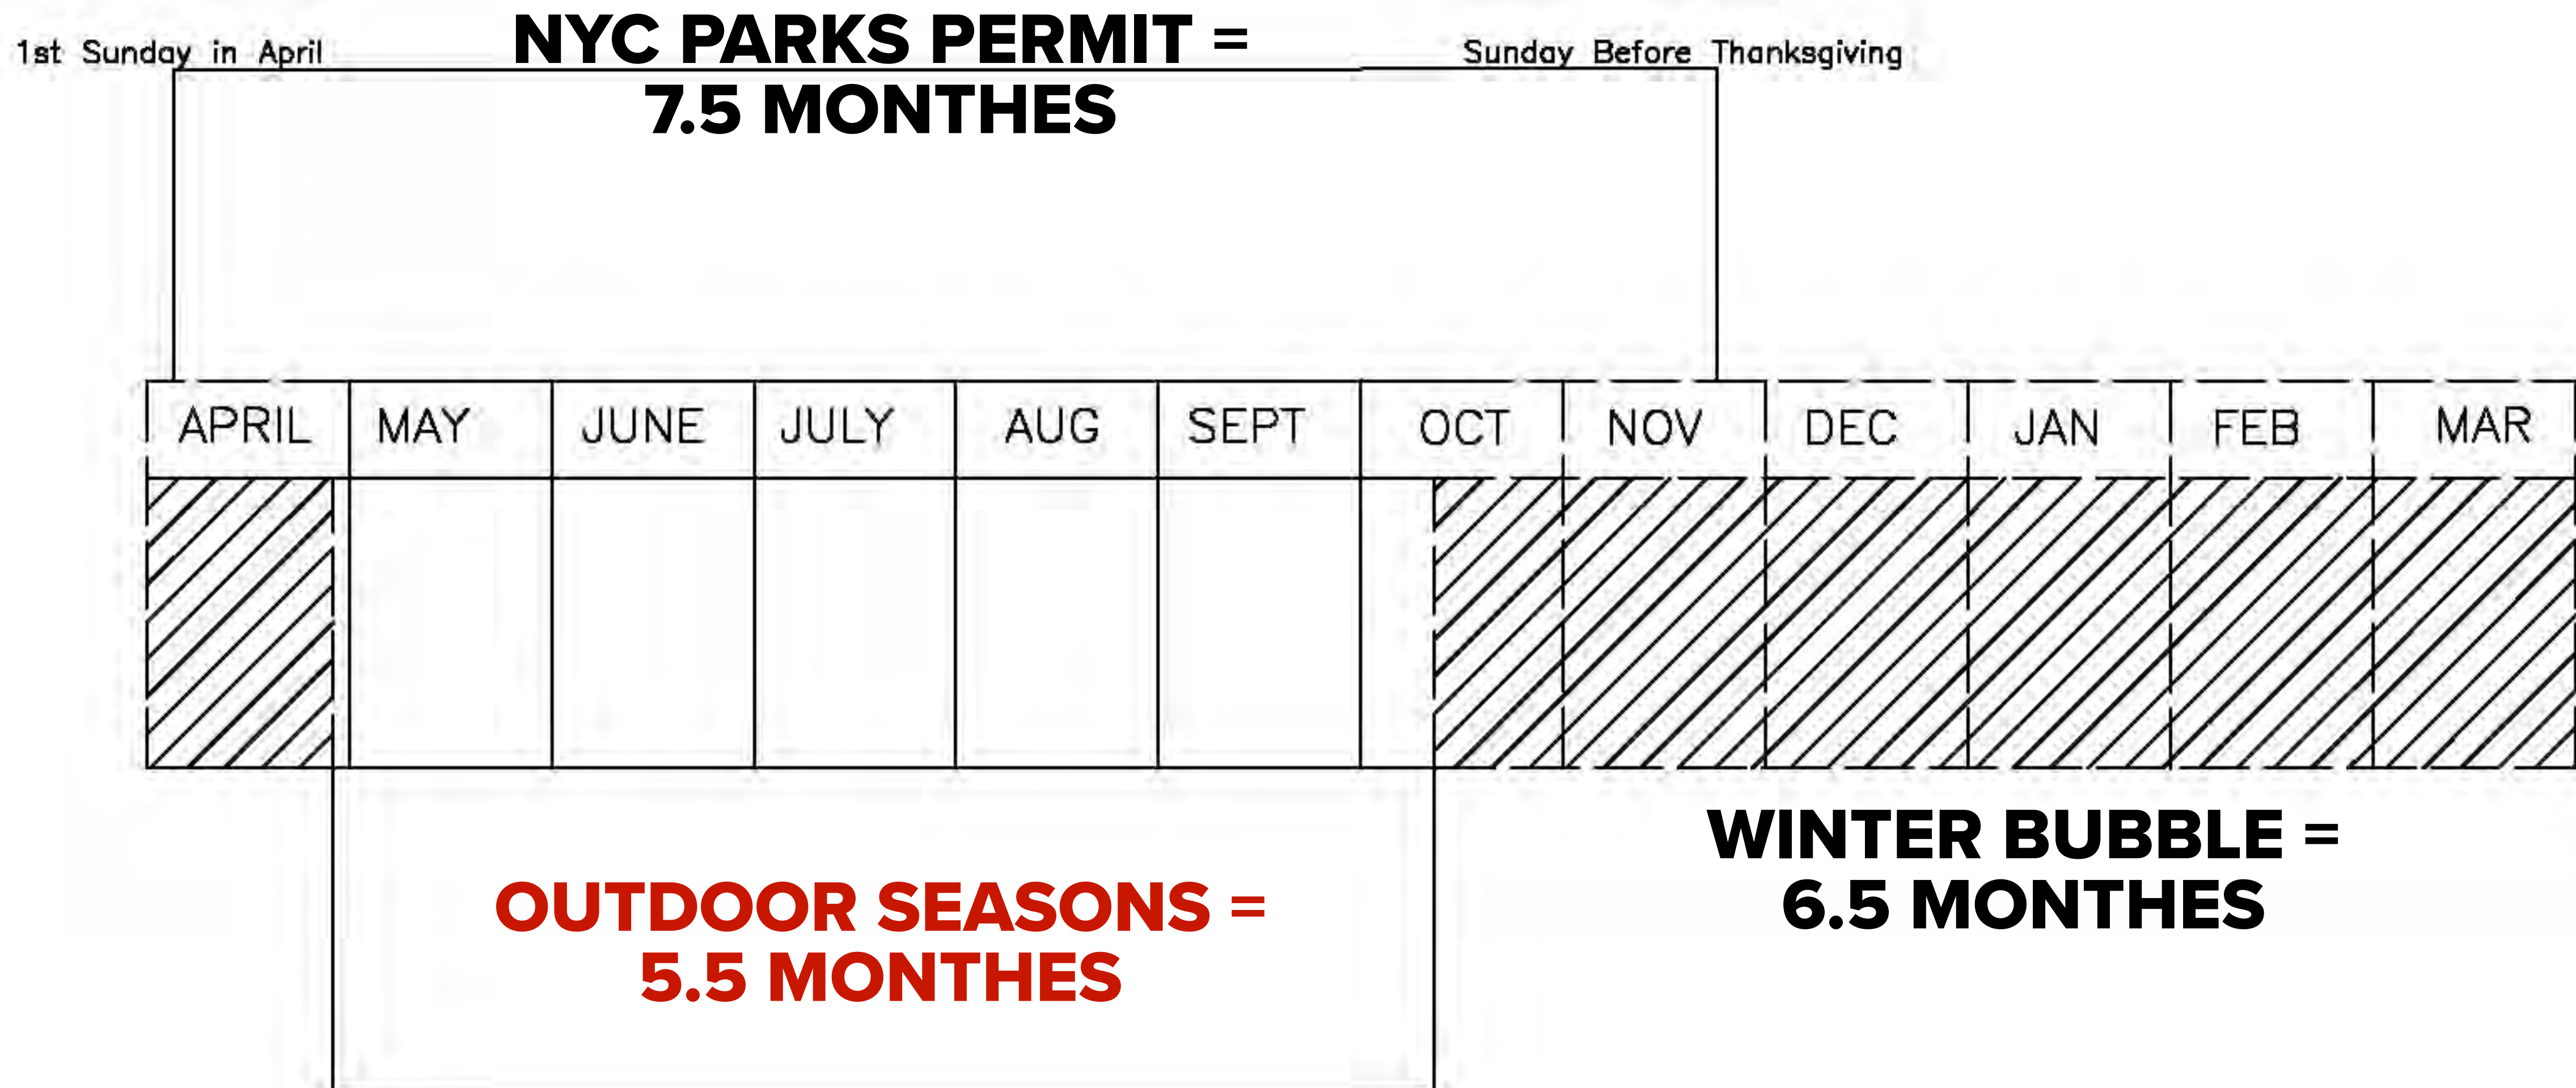 NYC PARKS PERMIT =
7.5 MONTHES
1st Sunday in April
Sunday Before Thanksgiving
APRIL MAY JUNE JULY AUG SEPT OCT NOV DEC JAN FEB MAR
OUTDOOR SEASONS =
5.5 MONTHES
WINTER BUBBLE =
6.5 MONTHES